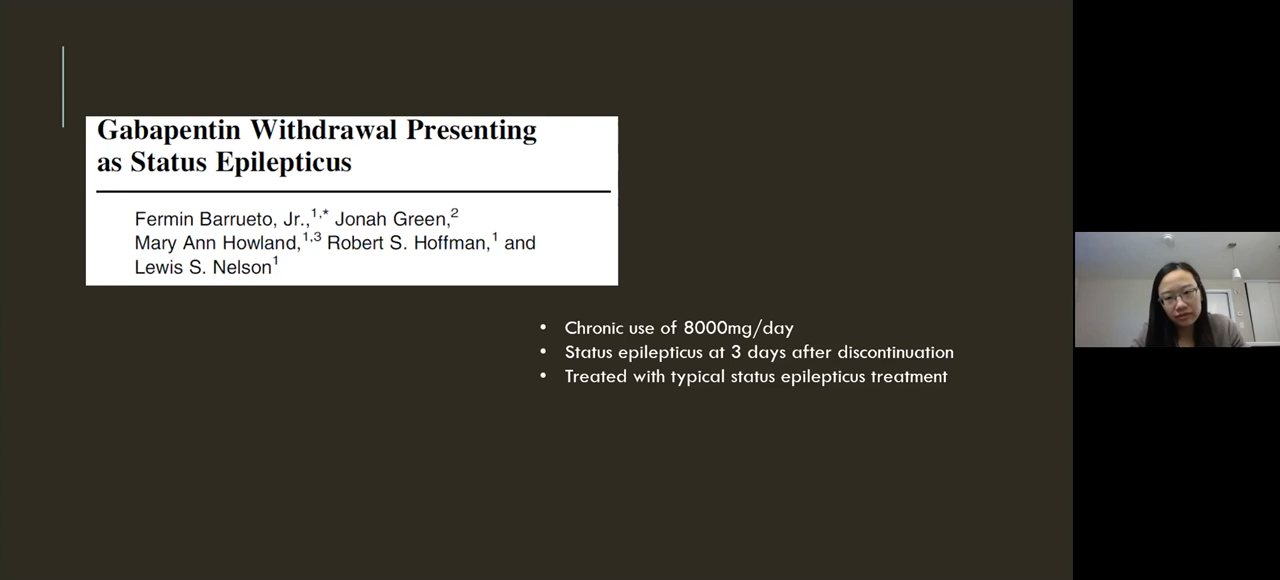 Gabapentin Withdrawal Presenting
as Status Epilepticus
Fermin Barrueto, Jr.,1,* Jonah Green,2
Mary Ann Howland,1,3 Robert S. Hoffman,1 and
Lewis S. Nelson1
• Chronic use of 8000mg/day
• Status epilepticus at 3 days after discontinuation
• Treated with typical status epilepticus treatment